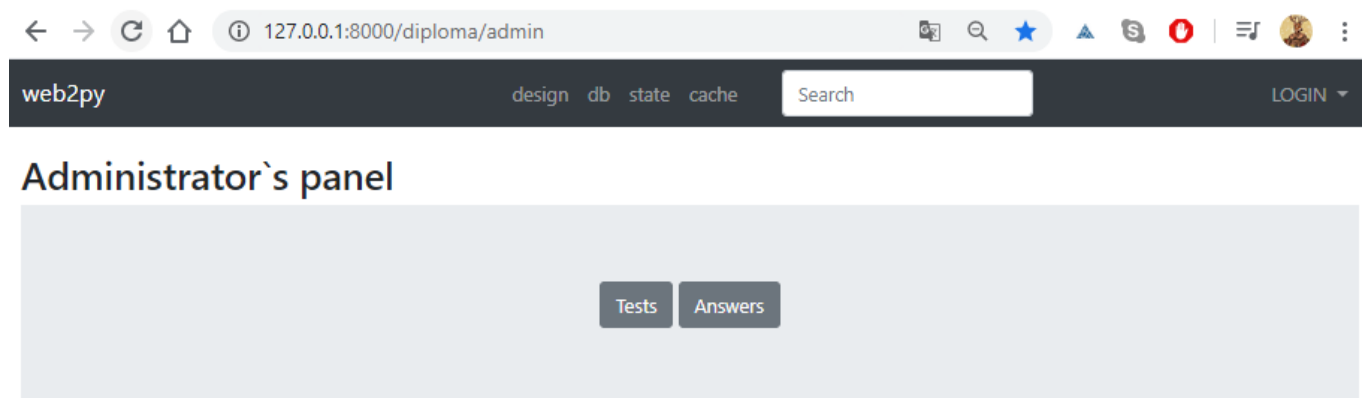 127.0.0.1:8000/diploma/admin
web2py design db state cache Search LOGIN
Administrator`s panel
Tests Answers